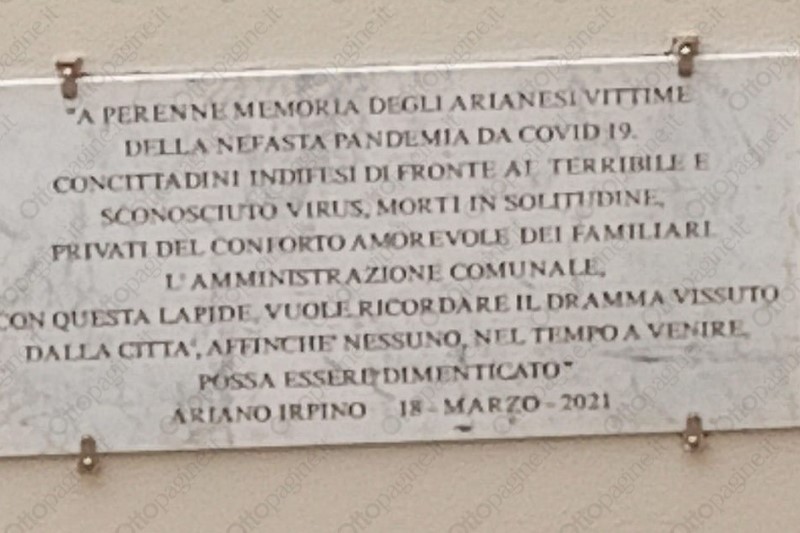 "A PERENNE MEMORIA DEGLI ARIANESI VITTIME
DELLA NEFASTA PANDEMIA DA COVID 19.
CONCITTADINI INDIFESI DI FRONTE AL TERRIBILE E
SCONOSCIUTO VIRUS, MORTI IN SOLITUDINE,
PRIVATI DEL CONFORTO AMOREVOLE DEI FAMILIARI.
L'AMMINISTRAZIONE COMUNALE,
CON QUESTA LAPIDE, VUOLE RICORDARE IL DRAMMA VISSUTO
DALLA CITTA', AFFINCHE' NESSUNO, NEL TEMPO A VENIRE,
POSSA ESSERE DIMENTICATO"
ARIANO IRPINO 18 - MARZO - 2021
Ottopagine.it